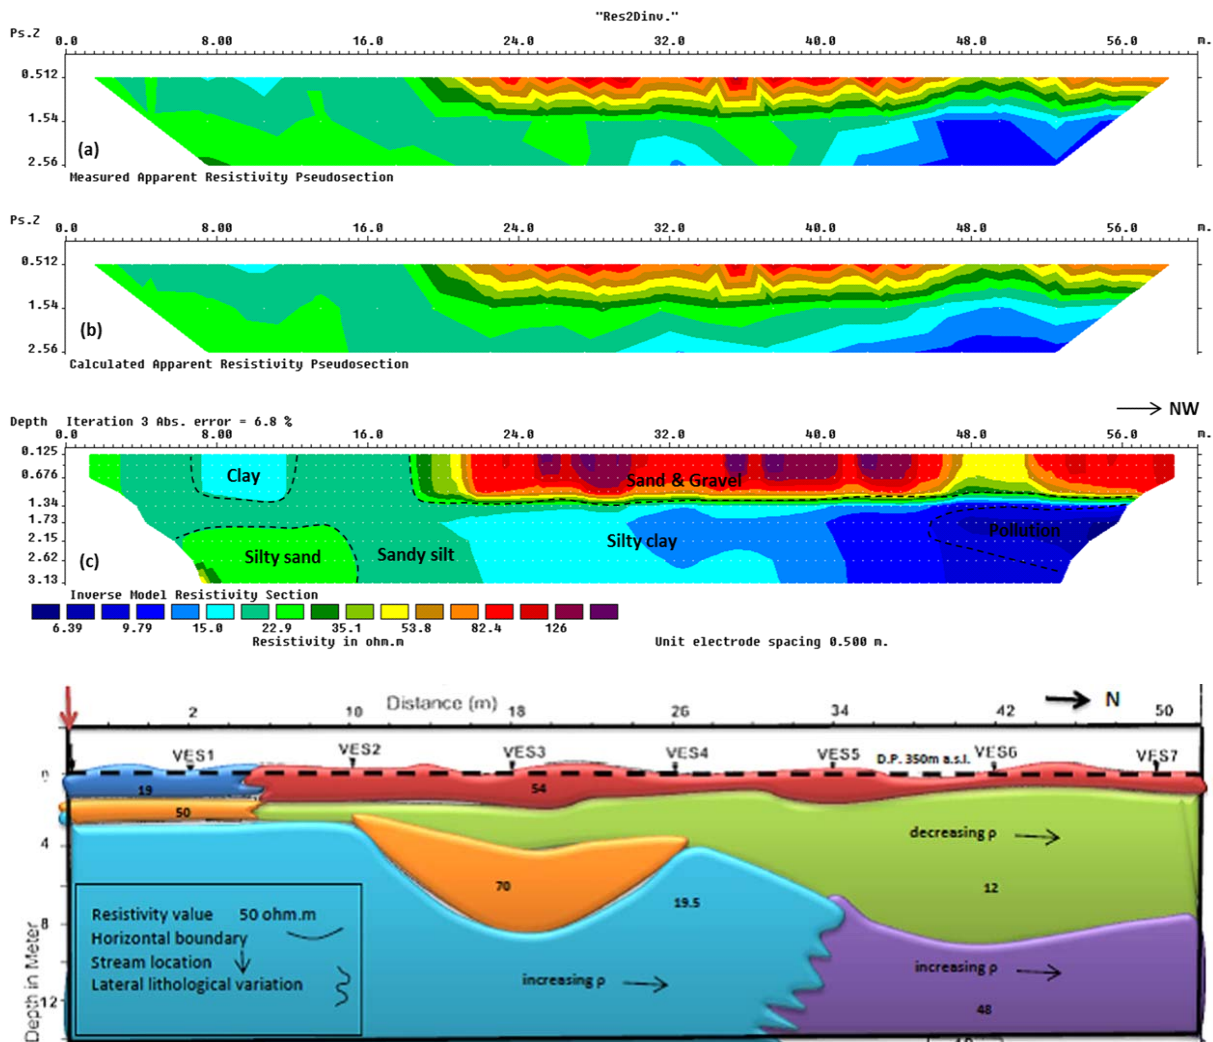 "Res2Dinv."
Ps.Z 0.0 8.00 16.0 24.0 32.0 40.0 48.0 56.0 m.
0.512
1.54
2.56
(a)
Measured Apparent Resistivity Pseudosection
Ps.Z 0.0 8.00 16.0 24.0 32.0 40.0 48.0 56.0 m.
0.512
1.54
2.56
(b)
Calculated Apparent Resistivity Pseudosection
NW
Depth Iteration 3 Abs. error = 6.8 %
0.0 8.00 16.0 24.0 32.0 40.0 48.0 56.0 m.
0.125
0.676
1.34
1.73
2.15
2.62
3.13
Clay
Sand & Gravel
Pollution
Silty clay
Silty sand
Sandy silt
(c)
Inverse Model Resistivity Section
6.39 9.79 15.0 22.9 35.1 53.8 82.4 126
Resistivity in ohm.m
Unit electrode spacing 0.500 m.
Distance (m)
N
2 10 18 26 34 42 50
VES1 VES2 VES3 VES4 VES5 D.P. 350m a.s.l. VES6 VES7
19
54
50
4
decreasing ρ
70
12
19.5
Resistivity value 50 ohm.m
8
Horizontal boundary
Stream location
increasing ρ
increasing ρ
Lateral lithological variation
12
48
Depth in Meter